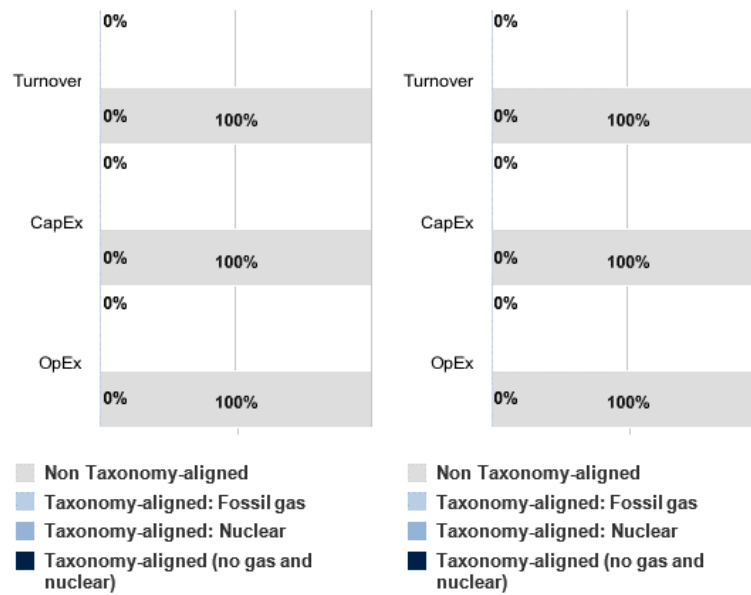 0%
Turnover
0%
100%
0%
CapEx
0%
100%
0%
OpEx
0%
100%
Non Taxonomy-aligned
Taxonomy-aligned: Fossil gas
Taxonomy-aligned: Nuclear
Taxonomy-aligned (no gas and
nuclear)
0%
Turnover
0%
100%
0%
CapEx
0%
100%
0%
OpEx
0%
100%
Non Taxonomy-aligned
Taxonomy-aligned: Fossil gas
Taxonomy-aligned: Nuclear
Taxonomy-aligned (no gas and
nuclear)